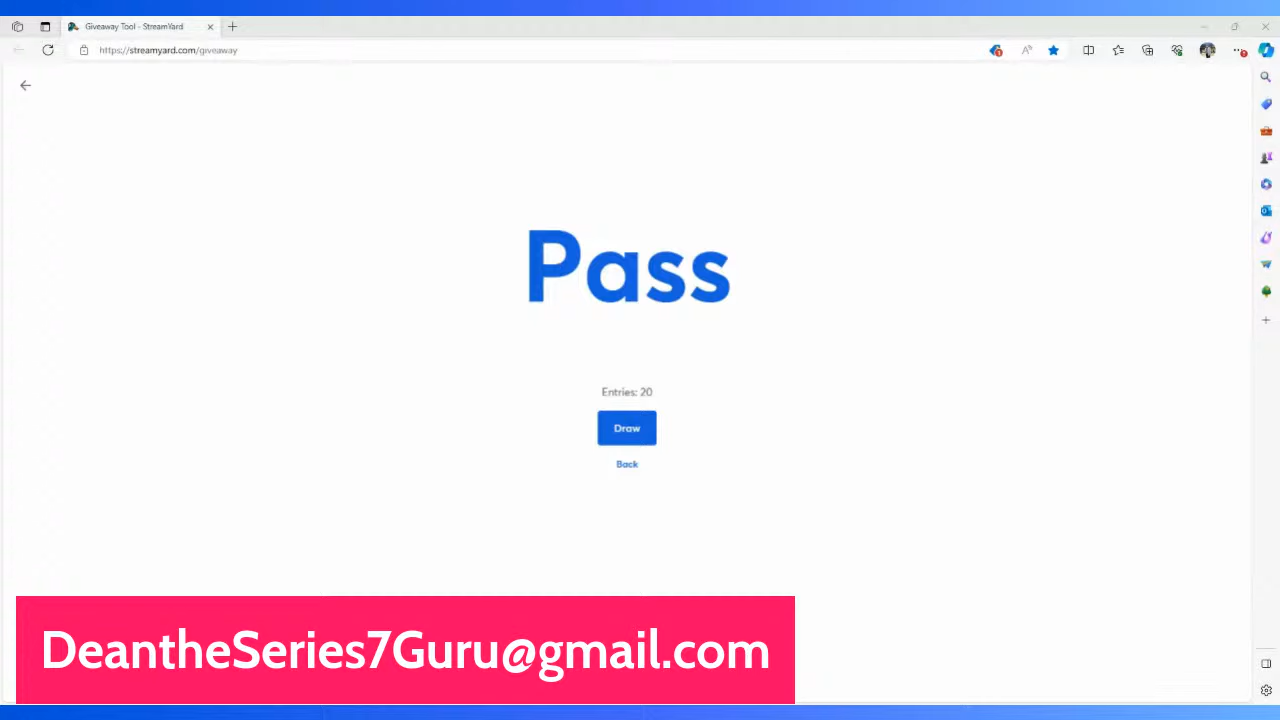 Giveaway Tool - StreamYard
https://streamyard.com/giveaway
Pass
Entries: 20
Draw
Back
DeantheSeries7Guru@gmail.com